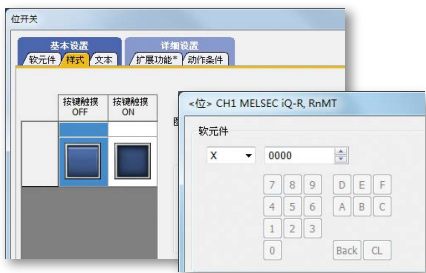 位开关
基本设置
详细设置
软元件
样式
文本
扩展功能*
动作条件
按键触摸
OFF
按键触摸
ON
<位> CH1 MELSEC iQ-R, RnMT
软元件
X
0000
7 8 9 D E F
4 5 6 A B C
1 2 3
0 Back CL